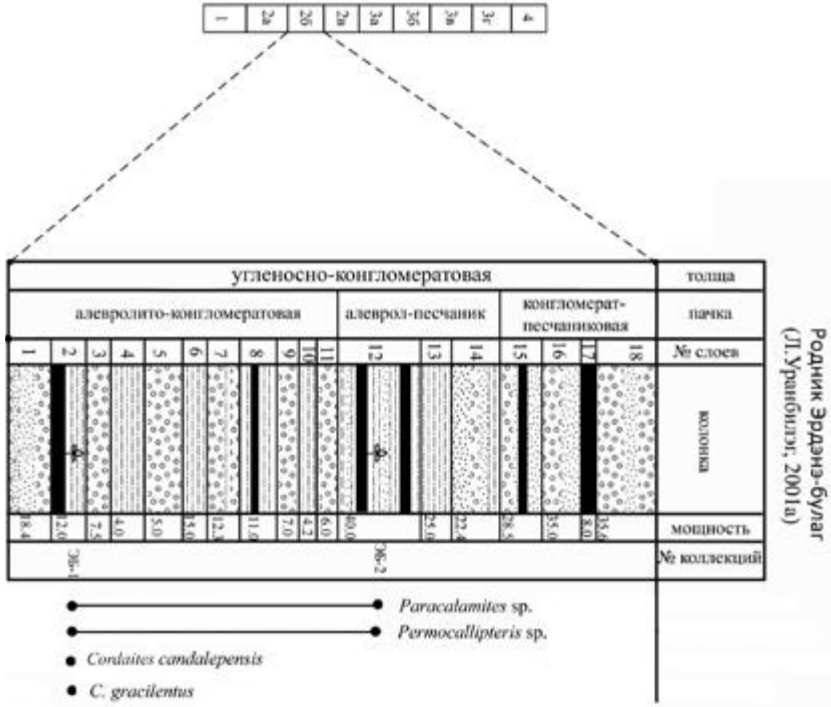 1 2а 2б 2в 3а 3б 3в 3г 4
Родник Эрдэнэ-булаг
(Л.Уранбилэг, 2001а)
угленосно-конгломератовая толща
алевролито-конгломератовая алеврол-песчаник конгломерат-песчаниковая пачка
1 2 3 4 5 6 7 8 9 10 11 12 13 14 15 16 17 18 № слоев
колонка
18.4 12.0 7.5 4.0 5.0 15.0 12.3 11.0 7.0 4.2 6.0 40.0 25.0 22.4 28.5 35.0 8.0 35.6 мощность
ЭБ-1 ЭБ-2 № коллекций
Paracalamites sp.
Permocallipteris sp.
Cordaites candalepensis
C. gracilentus